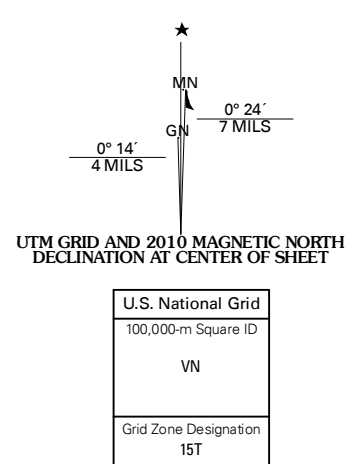 MN
0° 24´
7 MILS
GN
0° 14´
4 MILS
UTM GRID AND 2010 MAGNETIC NORTH
DECLINATION AT CENTER OF SHEET
U.S. National Grid
100,000-m Square ID
VN
Grid Zone Designation
15T